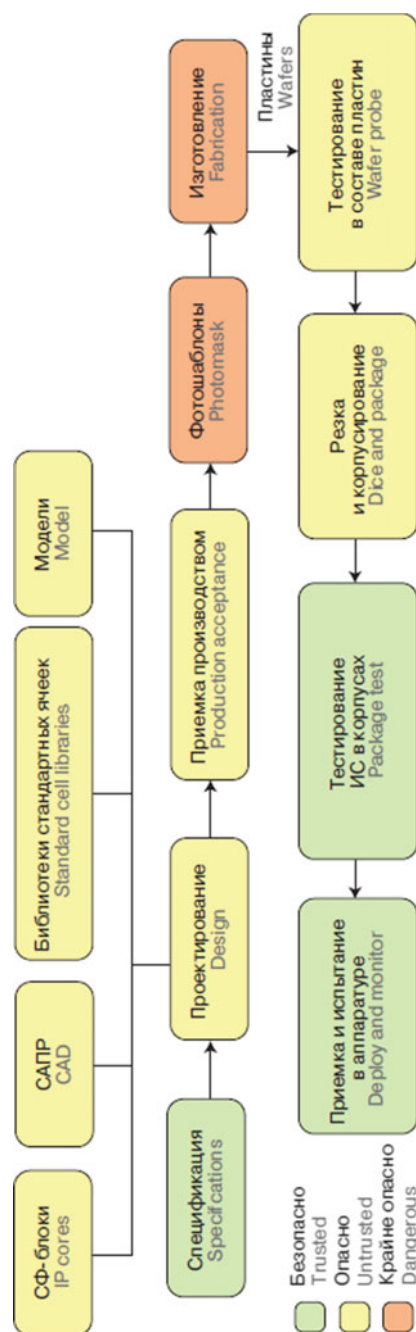 СФ-блоки
IP cores
САПР
CAD
Библиотеки стандартных ячеек
Standard cell libraries
Модели
Model
Спецификация
Specifications
Проектирование
Design
Приемка производством
Production acceptance
Фотошаблоны
Photomask
Изготовление
Fabrication
Пластины
Wafers
Приемка и испытание
в аппаратуре
Deploy and monitor
Тестирование
ИС в корпусах
Package test
Резка
и корпусирование
Dice and package
Тестирование
в составе пластин
Wafer probe
Безопасно
Trusted
Опасно
Untrusted
Крайне опасно
Dangerous